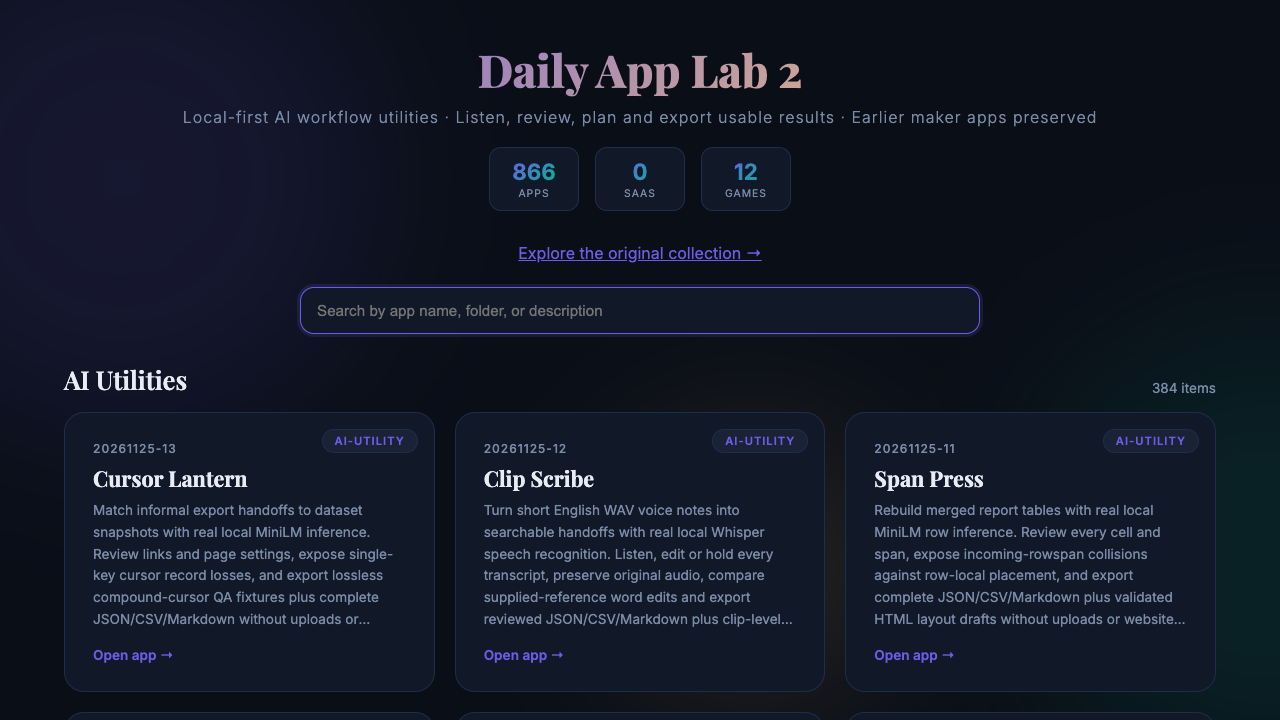 Daily App Lab 2
Local-first AI workflow utilities · Listen, review, plan and export usable results · Earlier maker apps preserved
866
APPS
0
SAAS
12
GAMES
Explore the original collection →
Search by app name, folder, or description
AI Utilities
384 items
20261125-13
AI-UTILITY
Cursor Lantern
Match informal export handoffs to dataset
snapshots with real local MiniLM inference.
Review links and page settings, expose single-
key cursor record losses, and export lossless
compound-cursor QA fixtures plus complete
JSON/CSV/Markdown without uploads or...
Open app →
20261125-12
AI-UTILITY
Clip Scribe
Turn short English WAV voice notes into
searchable handoffs with real local Whisper
speech recognition. Listen, edit or hold every
transcript, preserve original audio, compare
supplied-reference word edits and export
reviewed JSON/CSV/Markdown plus clip-level...
Open app →
20261125-11
AI-UTILITY
Span Press
Rebuild merged report tables with real local
MiniLM row inference. Review every cell and
span, expose incoming-rowspan collisions
against row-local placement, and export
complete JSON/CSV/Markdown plus validated
HTML layout drafts without uploads or website...
Open app →